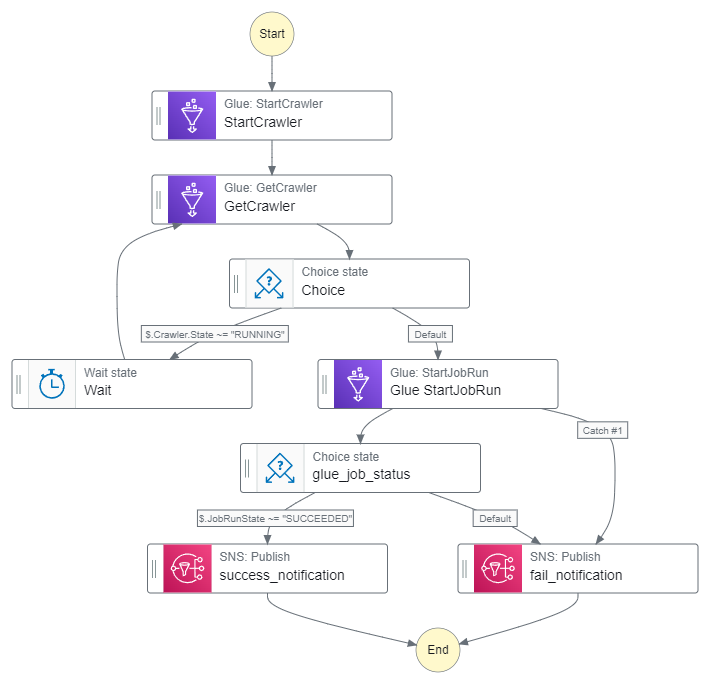 Start
Glue: StartCrawler
StartCrawler
Glue: GetCrawler
GetCrawler
Choice state
Choice
$.Crawler.State ~= "RUNNING"
Default
Wait state
Wait
Glue: StartJobRun
Glue StartJobRun
Catch #1
Choice state
glue_job_status
$.JobRunState ~= "SUCCEEDED"
Default
SNS: Publish
success_notification
SNS: Publish
fail_notification
End